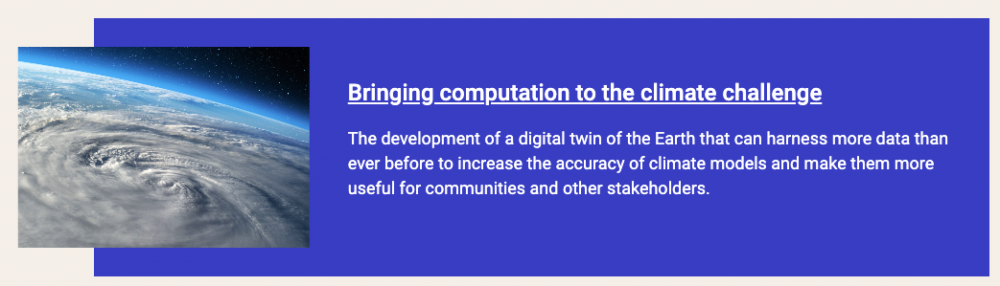 Bringing computation to the climate challenge
The development of a digital twin of the Earth that can harness more data than
ever before to increase the accuracy of climate models and make them more
useful for communities and other stakeholders.